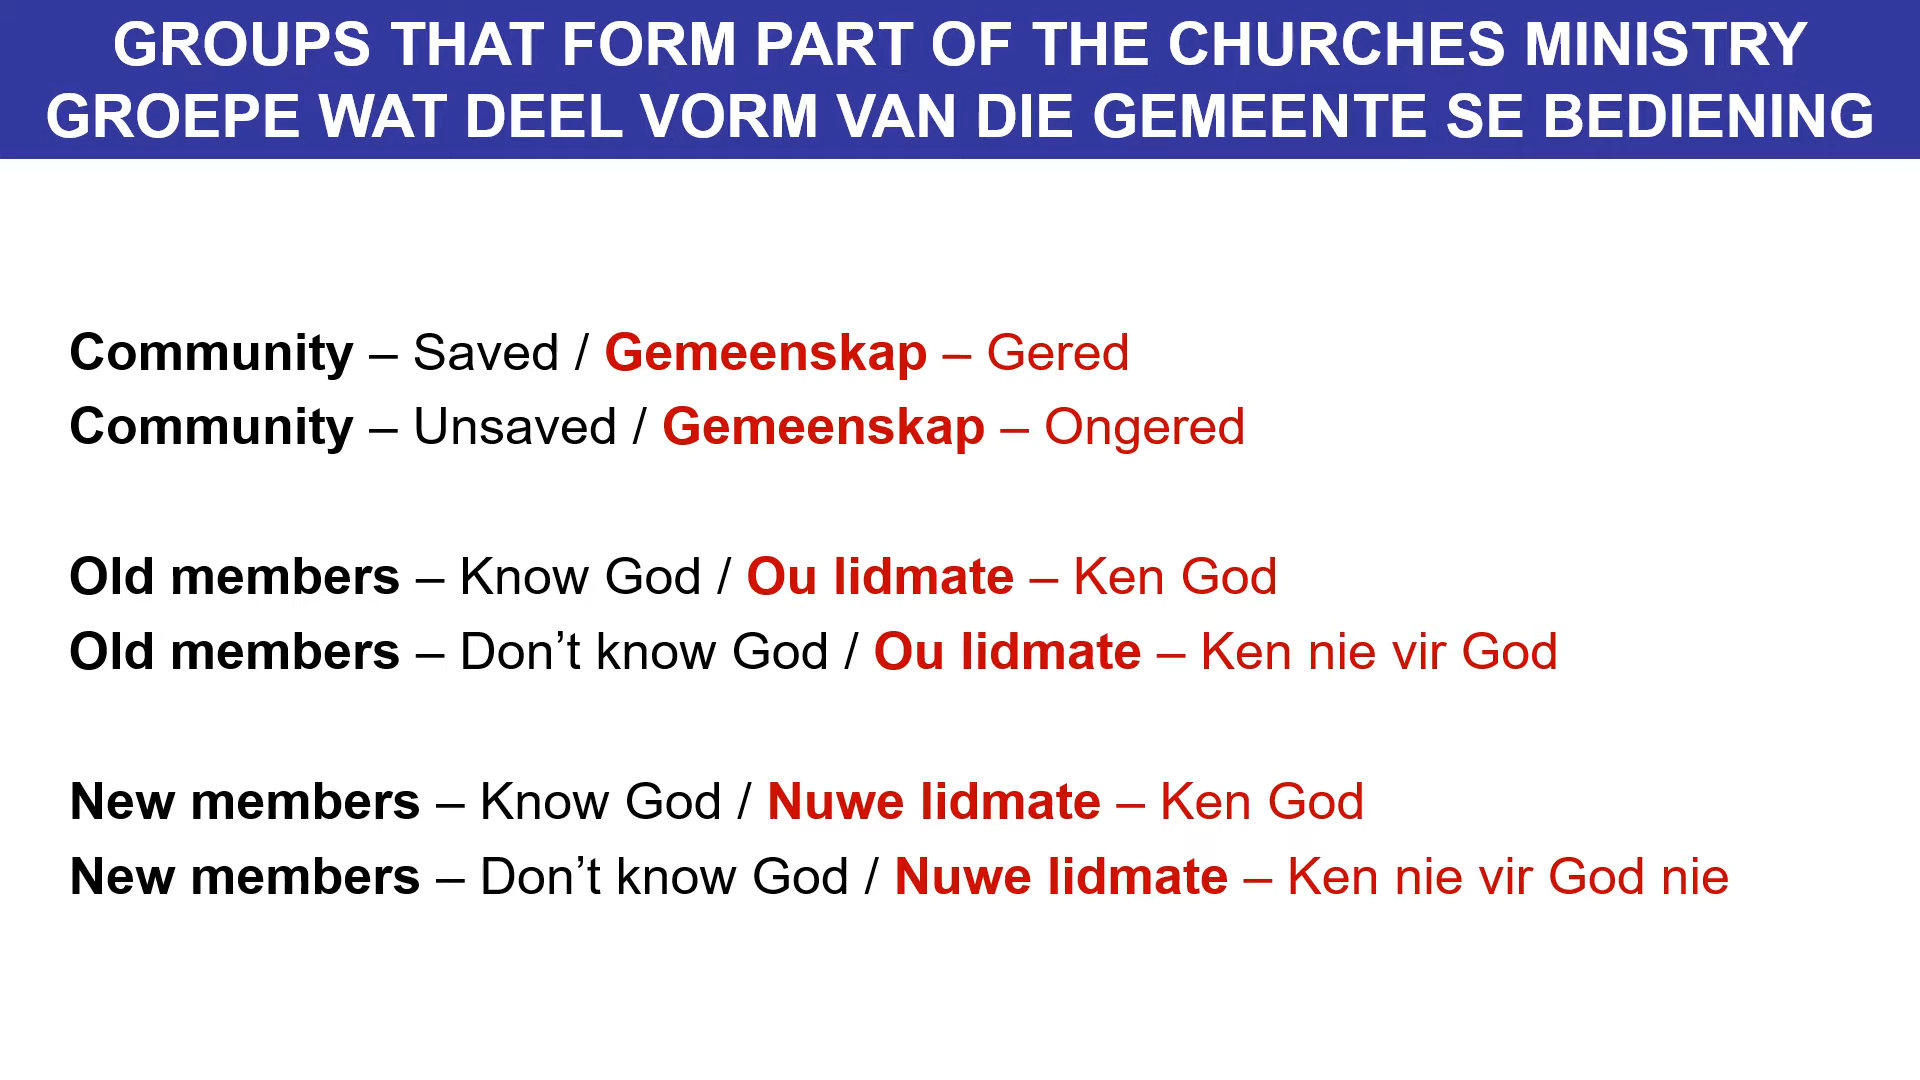 GROUPS THAT FORM PART OF THE CHURCHES MINISTRY
GROEPE WAT DEEL VORM VAN DIE GEMEENTE SE BEDIENING
Community – Saved / Gemeenskap – Gered
Community – Unsaved / Gemeenskap – Ongered
Old members – Know God / Ou lidmate – Ken God
Old members – Don’t know God / Ou lidmate – Ken nie vir God
New members – Know God / Nuwe lidmate – Ken God
New members – Don’t know God / Nuwe lidmate – Ken nie vir God nie